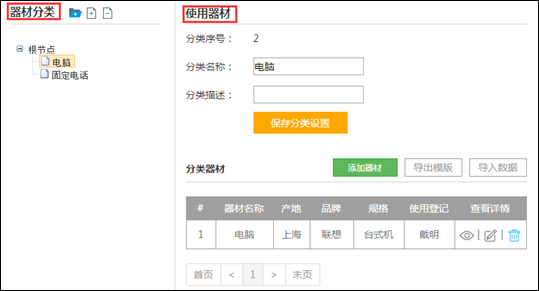 器材分类
根节点
电脑
固定电话
使用器材
分类序号： 2
分类名称： 电脑
分类描述：
保存分类设置
分类器材 添加器材 导出模版 导入数据
# 器材名称 产地 品牌 规格 使用登记 查看详情
1 电脑 上海 联想 台式机 戴明 | |
首页 < 1 > 末页